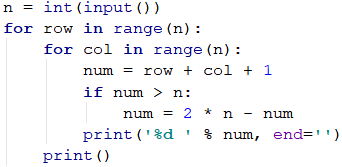 n = int(input())
for row in range(n):
    for col in range(n):
        num = row + col + 1
        if num > n:
            num = 2 * n - num
        print('%d ' % num, end='')
    print()